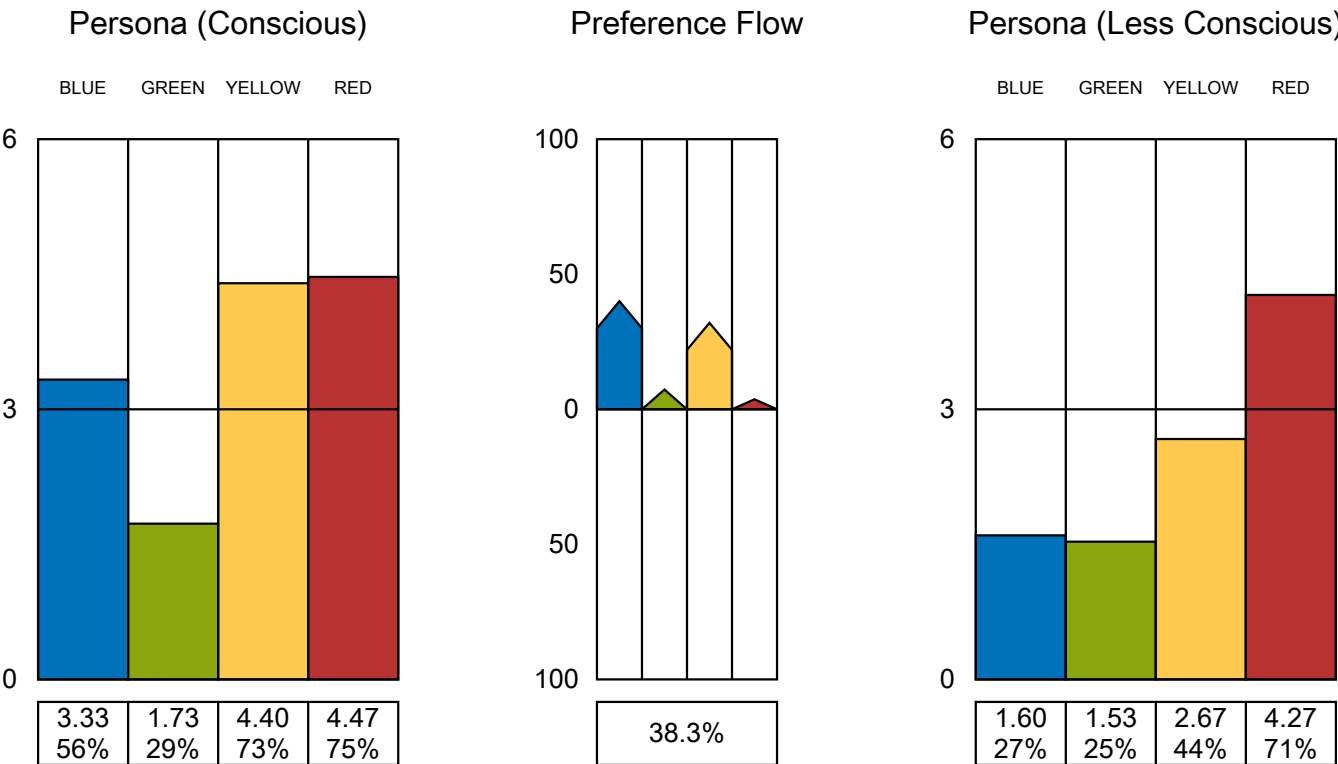 Persona (Conscious)
BLUE GREEN YELLOW RED
6
3
0
3.33 1.73 4.40 4.47
56% 29% 73% 75%
Preference Flow
100
50
0
50
100
38.3%
Persona (Less Conscious)
BLUE GREEN YELLOW RED
6
3
0
1.60 1.53 2.67 4.27
27% 25% 44% 71%